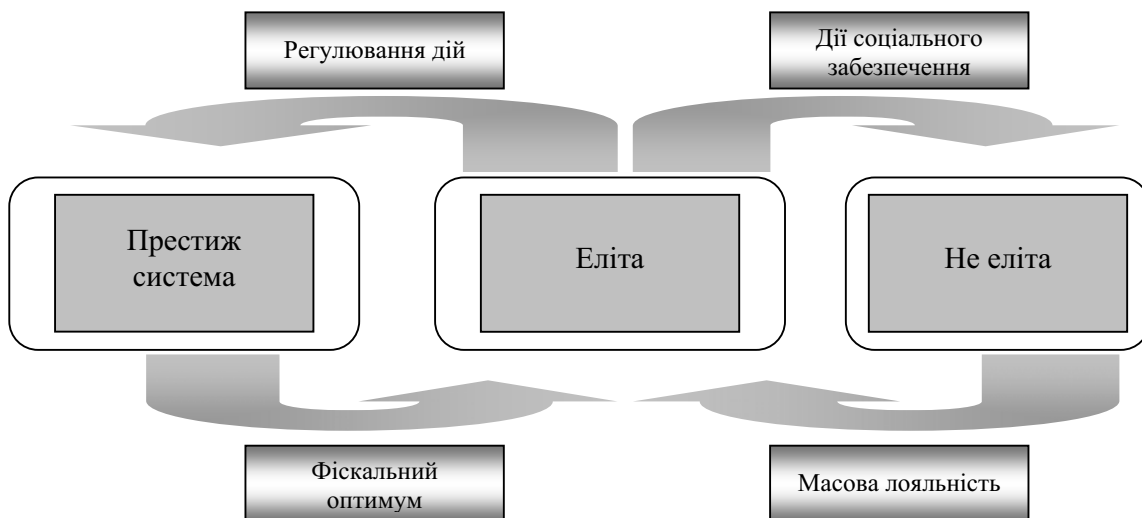 Регулювання дій
Дії соціального
забезпечення
Престиж
система
Еліта
Не еліта
Фіскальний
оптимум
Масова лояльність